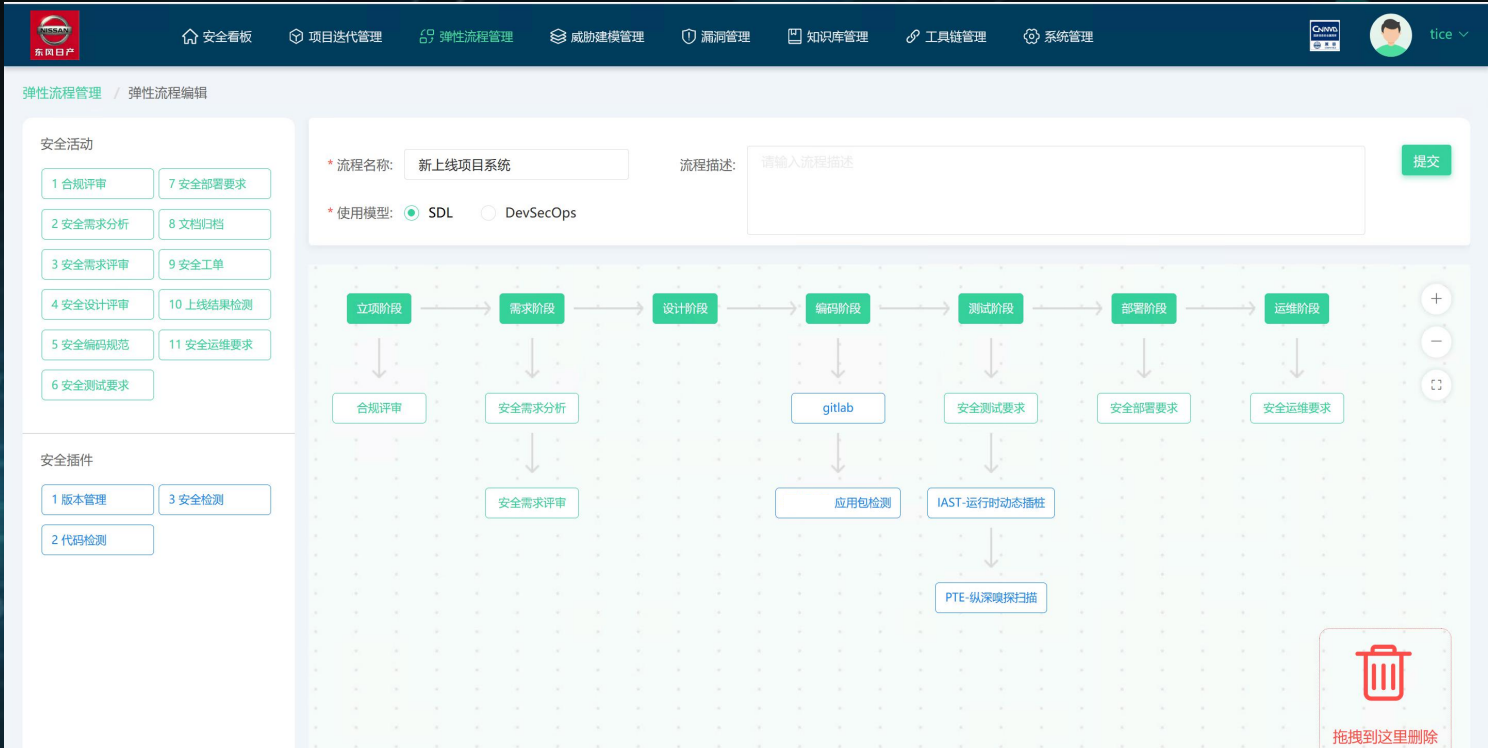 NISSAN
东风日产
安全看板
项目迭代管理
弹性流程管理
威胁建模管理
漏洞管理
知识库管理
工具链管理
系统管理
CNNVD
tice
弹性流程管理 / 弹性流程编辑
安全活动
1 合规评审
7 安全部署要求
2 安全需求分析
8 文档归档
3 安全需求评审
9 安全工单
4 安全设计评审
10 上线结果检测
5 安全编码规范
11 安全运维要求
6 安全测试要求
安全插件
1 版本管理
3 安全检测
2 代码检测
* 流程名称:
新上线项目系统
流程描述:
请输入流程描述
提交
* 使用模型:
SDL
DevSecOps
立项阶段
需求阶段
设计阶段
编码阶段
测试阶段
部署阶段
运维阶段
合规评审
安全需求分析
gitlab
安全测试要求
安全部署要求
安全运维要求
安全需求评审
应用包检测
IAST-运行时动态插桩
PTE-纵深嗅探扫描
拖拽到这里删除